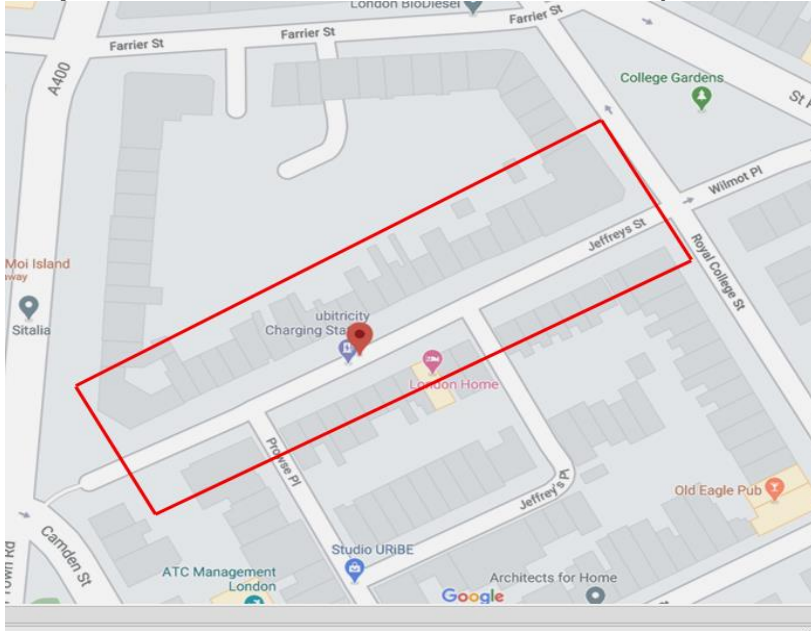 London BioDiesel
Farrier St
Farrier St
Farrier St
A400
College Gardens
Wilmot Pl
Moi Island
Jeffreys St
Royal College St
Sitalia
ubitricity
Charging Sta
London Home
Prowse Pl
Jeffrey's Pl
Old Eagle Pub
Camden St
Studio URIBE
ATC Management
London
Architects for Home
Google